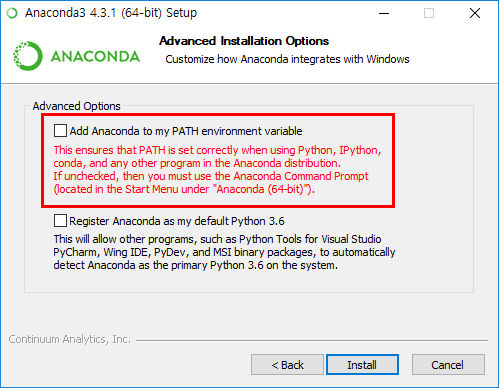 Anaconda3 4.3.1 (64-bit) Setup
Advanced Installation Options
ANACONDA
Customize how Anaconda integrates with Windows
Advanced Options
Add Anaconda to my PATH environment variable
This ensures that PATH is set correctly when using Python, IPython,
conda, and any other program in the Anaconda distribution.
If unchecked, then you must use the Anaconda Command Prompt
(located in the Start Menu under "Anaconda (64-bit)").
Register Anaconda as my default Python 3.6
This will allow other programs, such as Python Tools for Visual Studio
PyCharm, Wing IDE, PyDev, and MSI binary packages, to automatically
detect Anaconda as the primary Python 3.6 on the system.
Continuum Analytics, Inc.
< Back
Install
Cancel